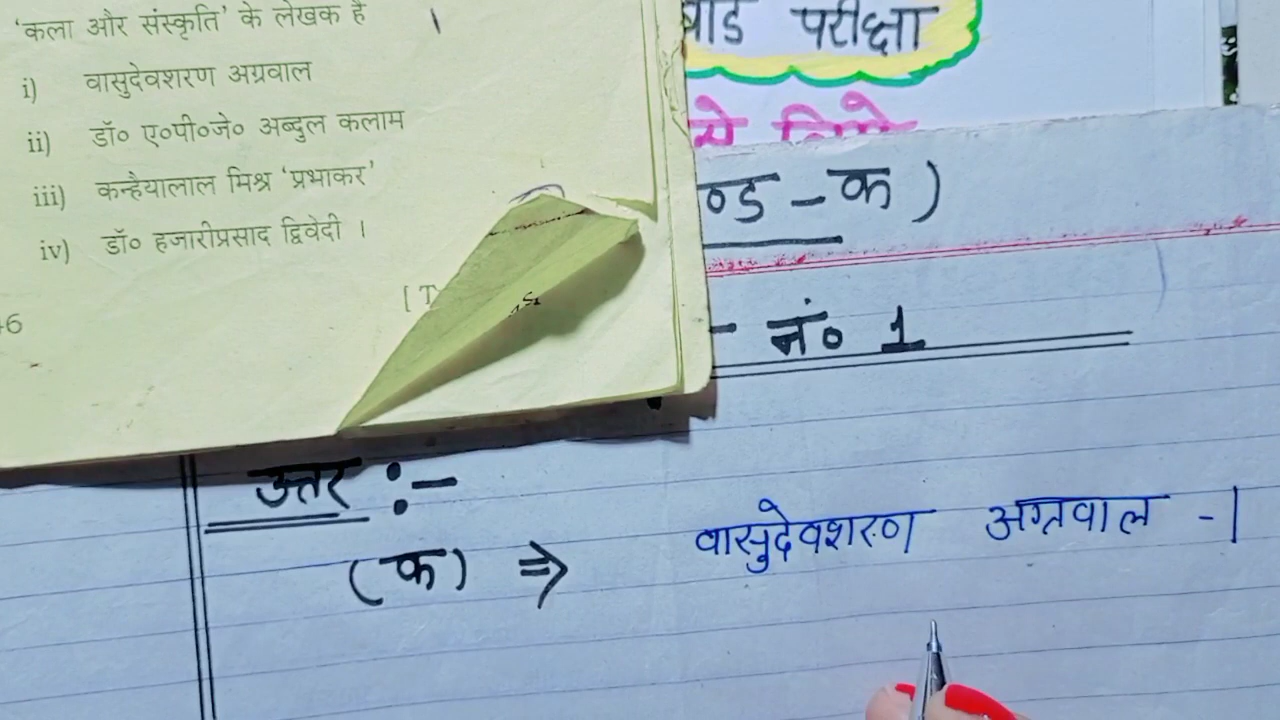 'कला और संस्कृति' के लेखक हैं
i) वासुदेवशरण अग्रवाल
ii) डॉ० ए०पी०जे० अब्दुल कलाम
iii) कन्हैयालाल मिश्र 'प्रभाकर'
iv) डॉ० हजारीप्रसाद द्विवेदी ।
परीक्षा
ण्ड - क )
- नं० 1
उत्तर :-
(क) ⇒ वासुदेवशरण अग्रवाल -।